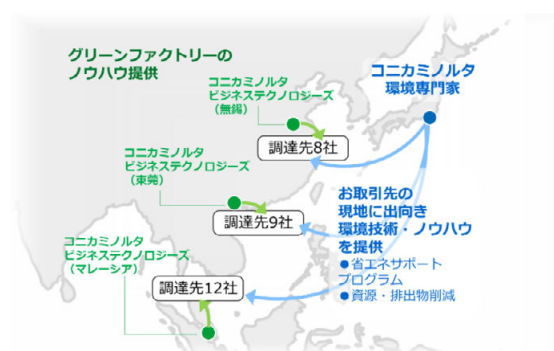 グリーンファクトリーの
ノウハウ提供
コニカミノルタ
環境専門家
コニカミノルタ
ビジネステクノロジーズ
（無錫）
調達先8社
コニカミノルタ
ビジネステクノロジーズ
（東莞）
調達先9社
お取引先の
現地に出向き
環境技術・ノウハウ
を提供
●省エネサポート
プログラム
●資源・排出物削減
コニカミノルタ
ビジネステクノロジーズ
（マレーシア）
調達先12社